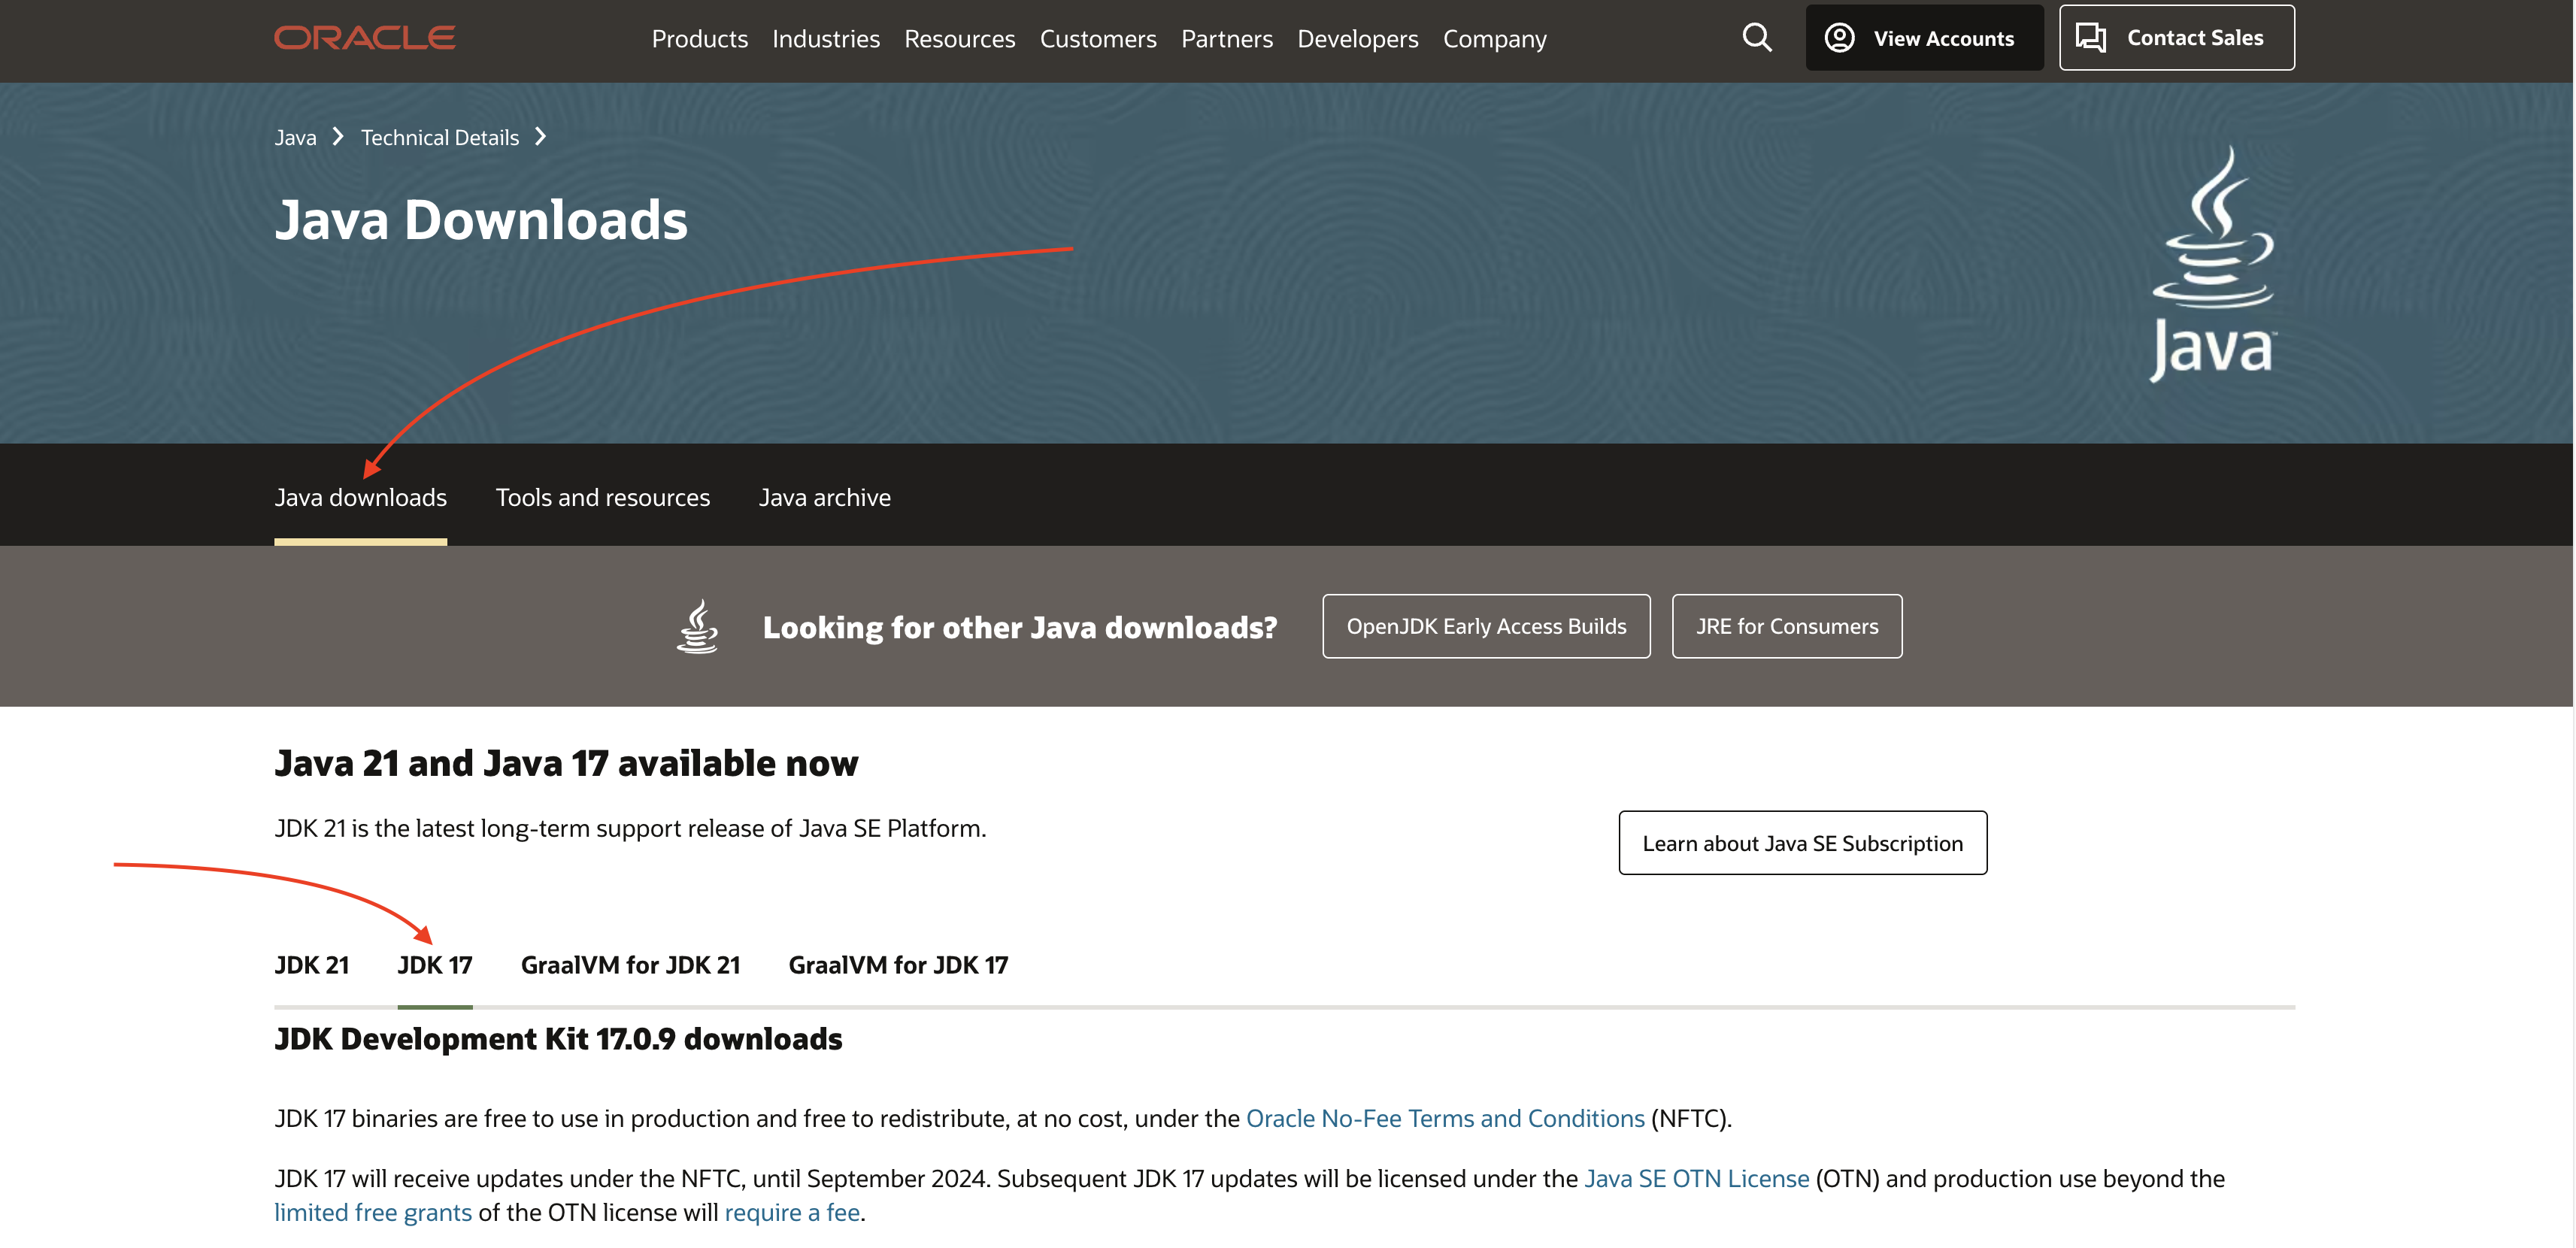 ORACLE
Products Industries Resources Customers Partners Developers Company
View Accounts
Contact Sales
Java Technical Details
Java Downloads
Java™
Java downloads Tools and resources Java archive
Looking for other Java downloads?
OpenJDK Early Access Builds
JRE for Consumers
Java 21 and Java 17 available now
JDK 21 is the latest long-term support release of Java SE Platform.
Learn about Java SE Subscription
JDK 21 JDK 17 GraalVM for JDK 21 GraalVM for JDK 17
JDK Development Kit 17.0.9 downloads
JDK 17 binaries are free to use in production and free to redistribute, at no cost, under the Oracle No-Fee Terms and Conditions (NFTC).
JDK 17 will receive updates under the NFTC, until September 2024. Subsequent JDK 17 updates will be licensed under the Java SE OTN License (OTN) and production use beyond the
limited free grants of the OTN license will require a fee.